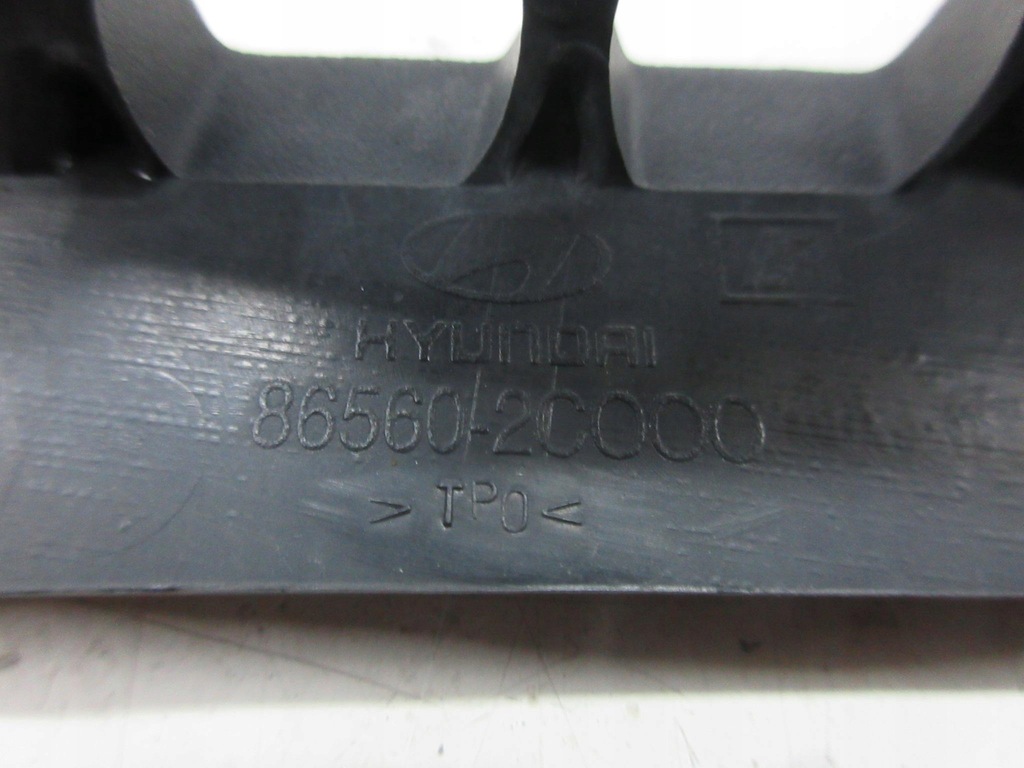 HYUNDAI
86560-2C000
> TPO <